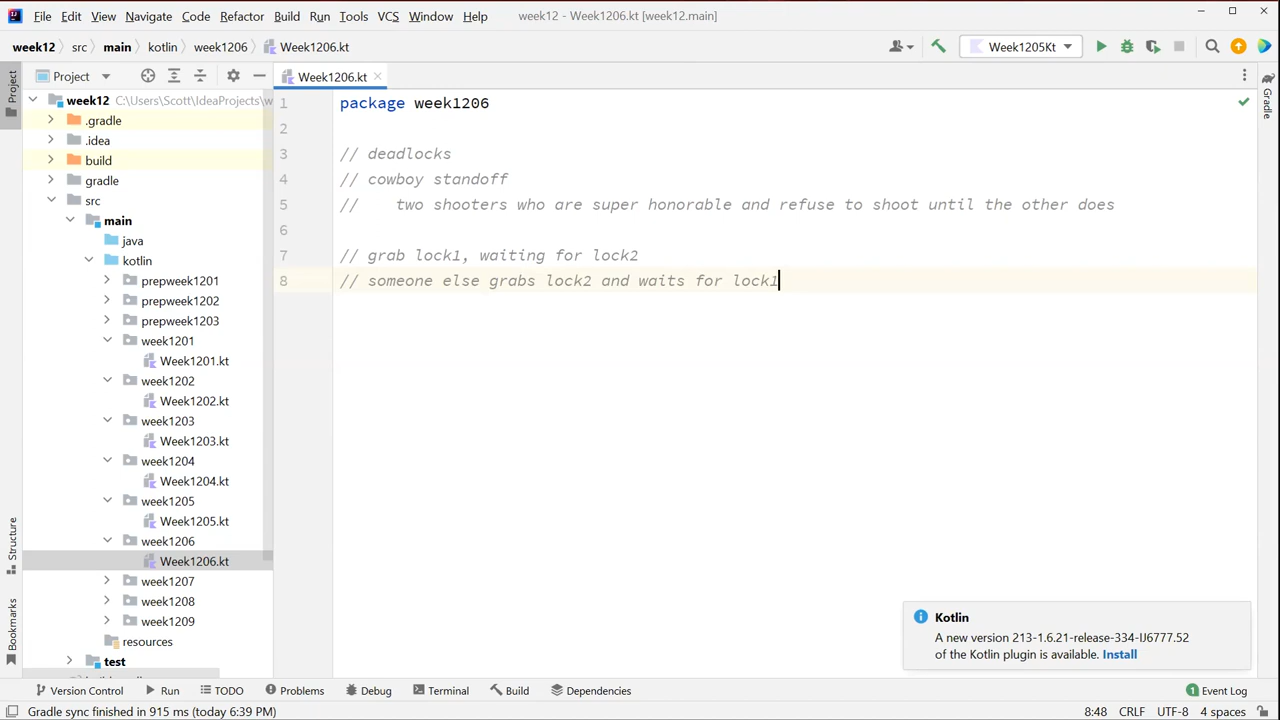 File Edit View Navigate Code Refactor Build Run Tools VCS Window Help week12 - Week1206.kt [week12.main]
week12 src main kotlin week1206 Week1206.kt Week1205Kt
Project
Week1206.kt
Project
Structure
Bookmarks
Gradle
week12 C:\Users\Scott\IdeaProjects\w
.gradle
.idea
build
gradle
src
main
java
kotlin
prepweek1201
prepweek1202
prepweek1203
week1201
Week1201.kt
week1202
Week1202.kt
week1203
Week1203.kt
week1204
Week1204.kt
week1205
Week1205.kt
week1206
Week1206.kt
week1207
week1208
week1209
resources
test
1 package week1206
2
3 // deadlocks
4 // cowboy standoff
5 //    two shooters who are super honorable and refuse to shoot until the other does
6
7 // grab lock1, waiting for lock2
8 // someone else grabs lock2 and waits for lock1
Kotlin
A new version 213-1.6.21-release-334-IJ6777.52
of the Kotlin plugin is available. Install
Version Control Run TODO Problems Debug Terminal Build Dependencies 1 Event Log
Gradle sync finished in 915 ms (today 6:39 PM) 8:48 CRLF UTF-8 4 spaces